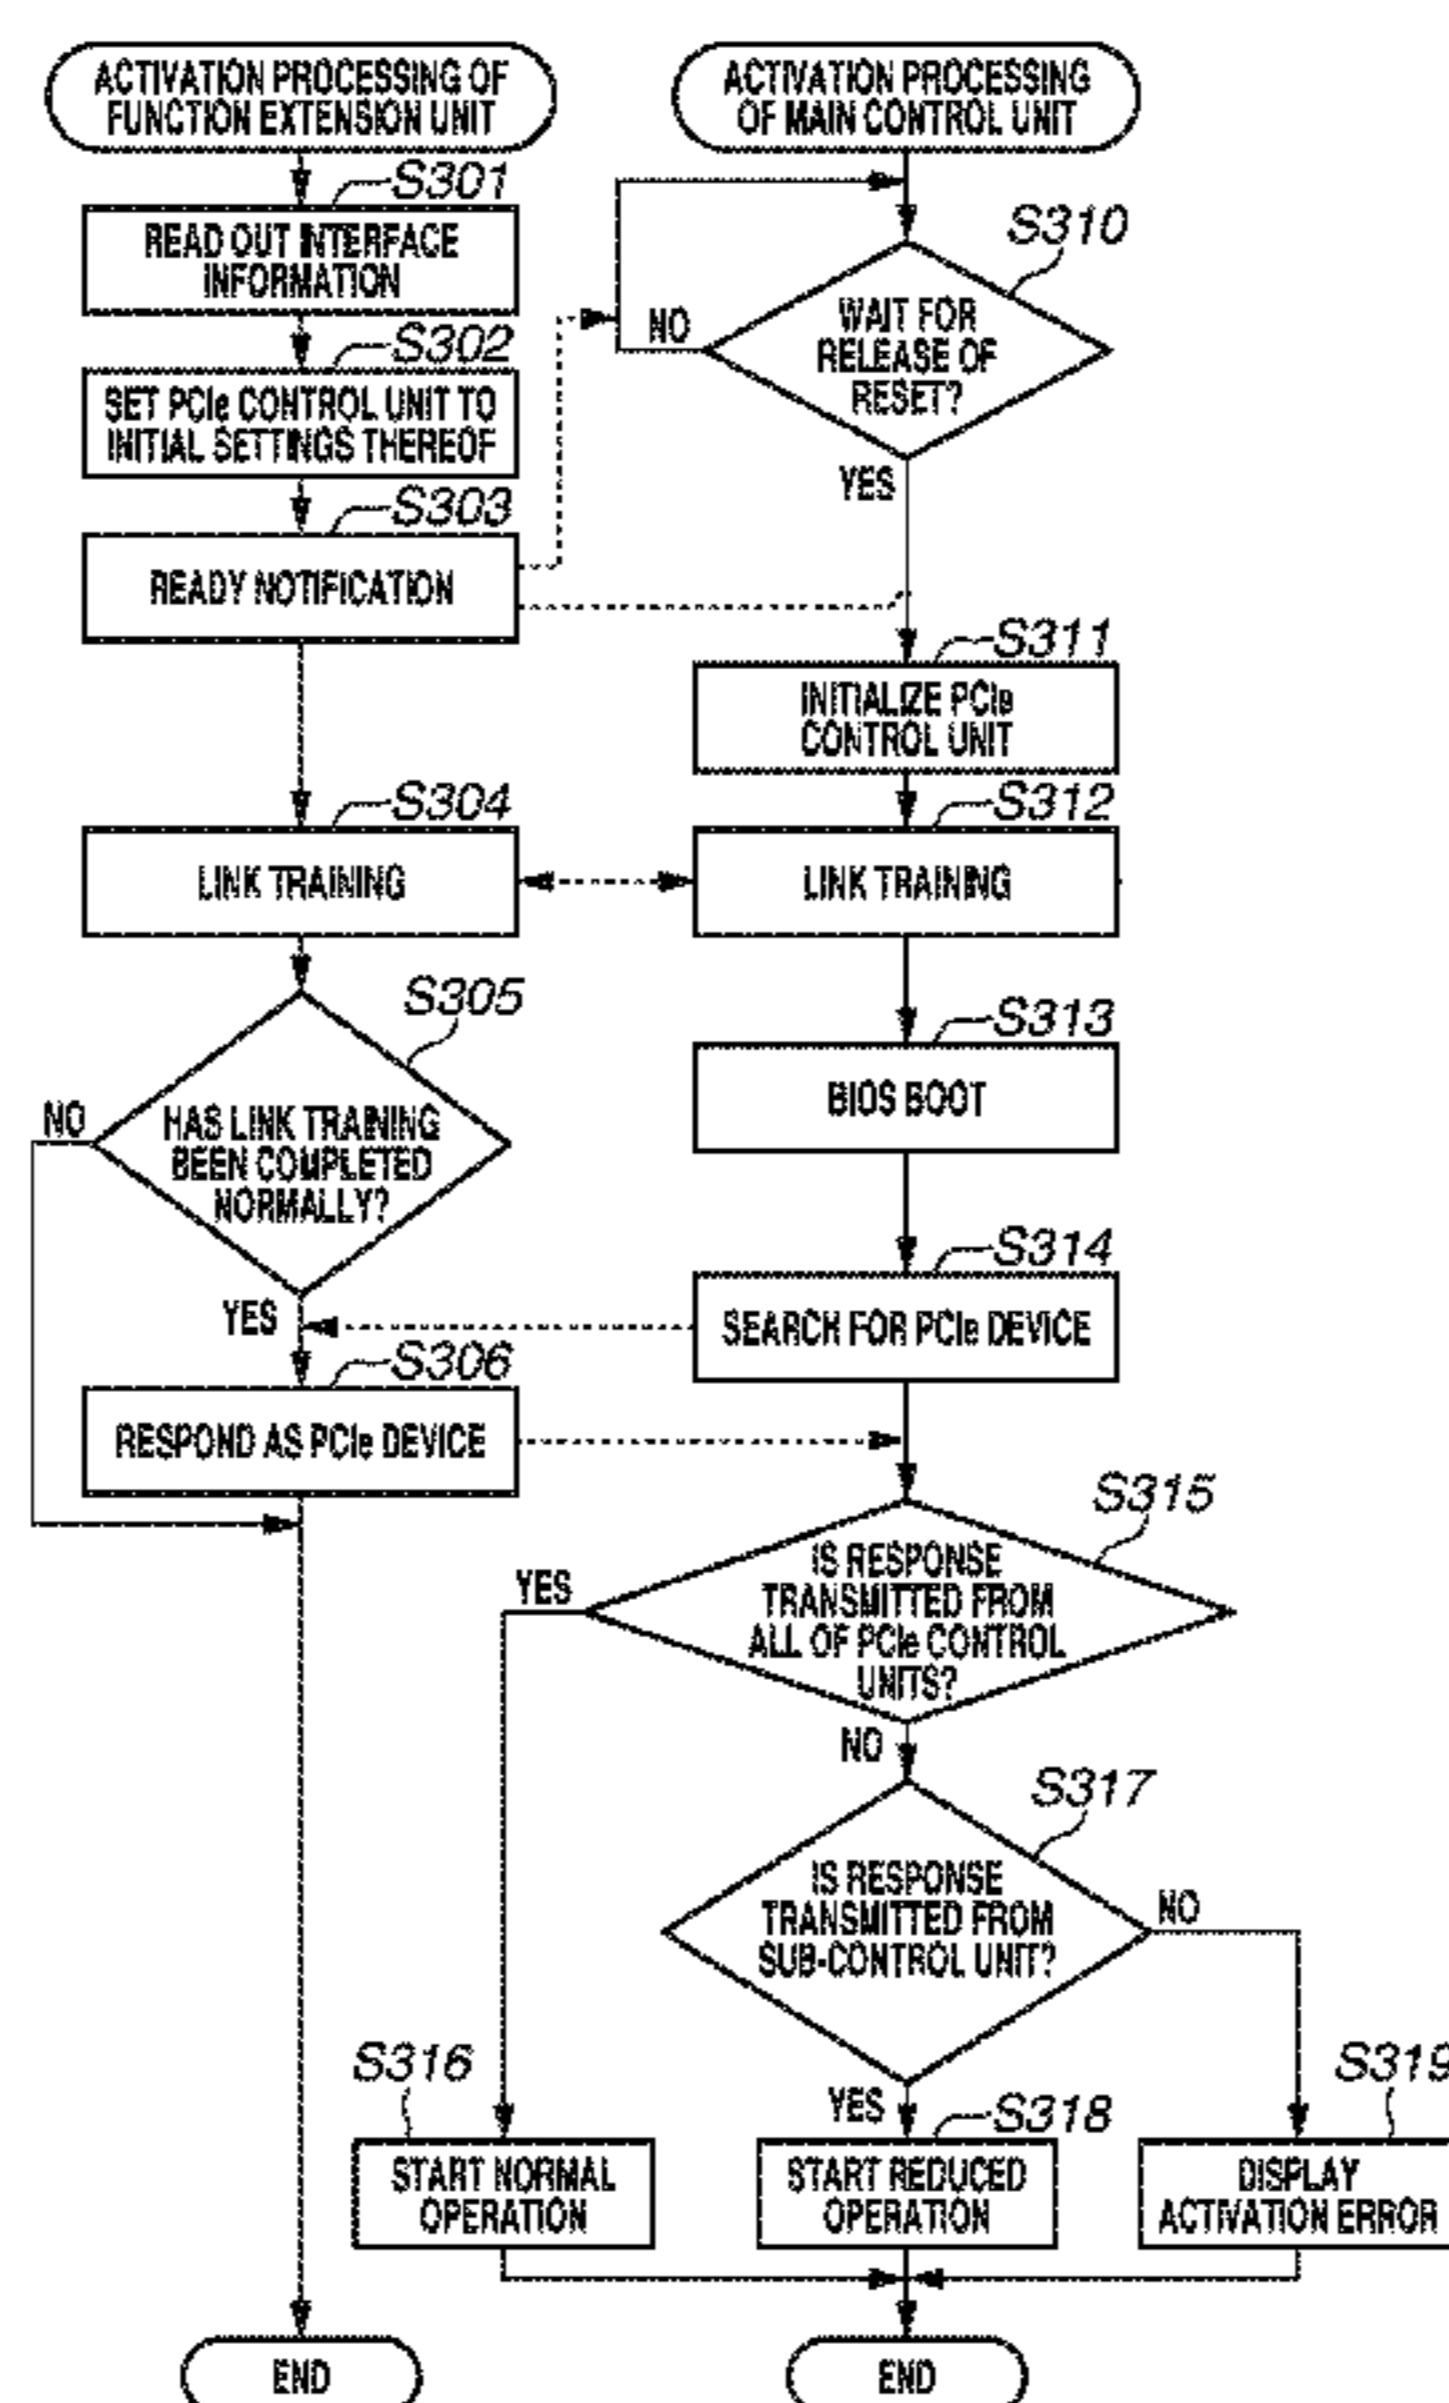 ACTIVATION PROCESSING OF
FUNCTION EXTENSION UNIT
S301
READ OUT INTERFACE
INFORMATION
S302
SET PCIe CONTROL UNIT TO
INITIAL SETTINGS THEREOF
S303
READY NOTIFICATION
S304
LINK TRAINING
S305
HAS LINK TRAINING
BEEN COMPLETED
NORMALLY?
NO
YES
S306
RESPOND AS PCIe DEVICE
END
ACTIVATION PROCESSING
OF MAIN CONTROL UNIT
S310
WAIT FOR
RELEASE OF
RESET?
NO
YES
S311
INITIALIZE PCIe
CONTROL UNIT
S312
LINK TRAINING
S313
BIOS BOOT
S314
SEARCH FOR PCIe DEVICE
S315
IS RESPONSE
TRANSMITTED FROM
ALL OF PCIe CONTROL
UNITS?
YES
NO
S317
IS RESPONSE
TRANSMITTED FROM
SUB-CONTROL UNIT?
NO
YES
S316
START NORMAL
OPERATION
S318
START REDUCED
OPERATION
S319
DISPLAY
ACTIVATION ERROR
END